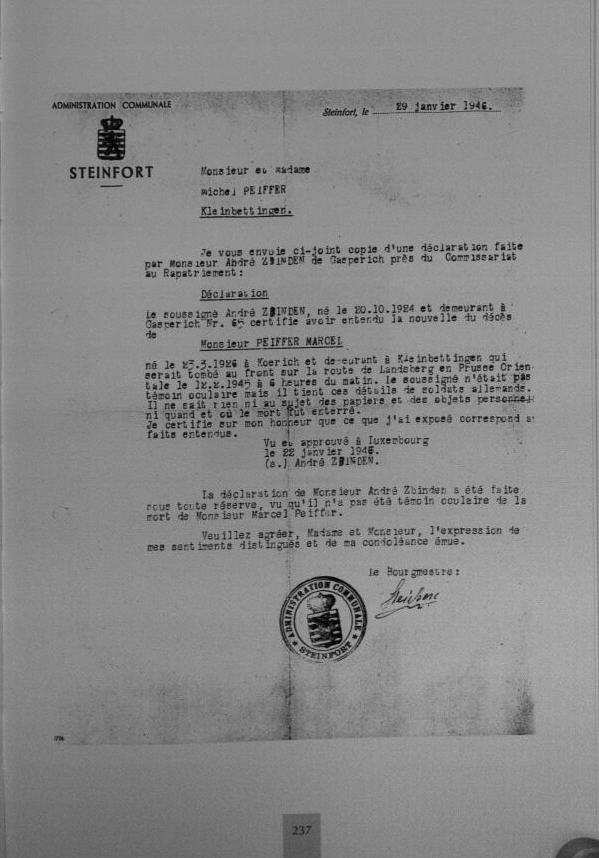 ADMINISTRATION COMMUNALE
STEINFORT
Steinfort, le 29 janvier 1946.
Monsieur et Madame
Michel PEIFFER
Kleinbettingen.
Je vous envoie ci-joint copie d'une déclaration faite
par Monsieur André ZBINDEN de Gasperich près du Commissariat
au Rapatriement:
Déclaration
Le soussigné André ZBINDEN, né le 20.10.1924 et demeurant à
Gasperich Nr. 65 certifie avoir entendu la nouvelle du décès
de
Monsieur PEIFFER MARCEL
né le 23.3.1926 à Koerich et demeurant à Kleinbettingen qui
serait tombé au front sur la route de Landsberg en Prusse Orien-
tale le 12.2.1945 à 6 heures du matin. Le soussigné n'était pas
témoin oculaire mais il tient ces détails de soldats allemands.
Il ne sait rien ni au sujet des papiers et des objets personnels
ni quand et où le mort fut enterré.
Je certifie sur mon honneur que ce que j'ai exposé correspond
faits entendus.
Vu et approuvé à Luxembourg
le 22 janvier 1946.
(s.) André ZBINDEN.
La déclaration de Monsieur André Zbinden a été faite
sous toute réserve, vu qu'il n'a pas été témoin oculaire de la
mort de Monsieur Marcel Peiffer.
Veuillez agréer, Madame et Monsieur, l'expression de
mes sentiments distingués et de ma condoléance émue.
Le Bourgmestre:
ADMINISTRATION COMMUNALE
STEINFORT
237